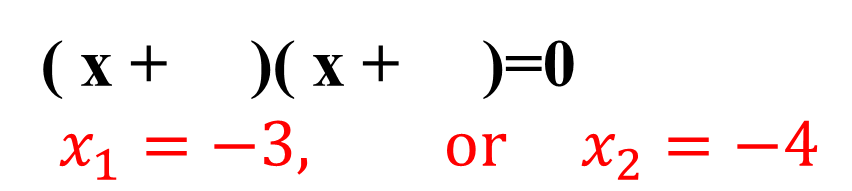 ( x +    )( x +    )=0
x₁ = −3,    or    x₂ = −4